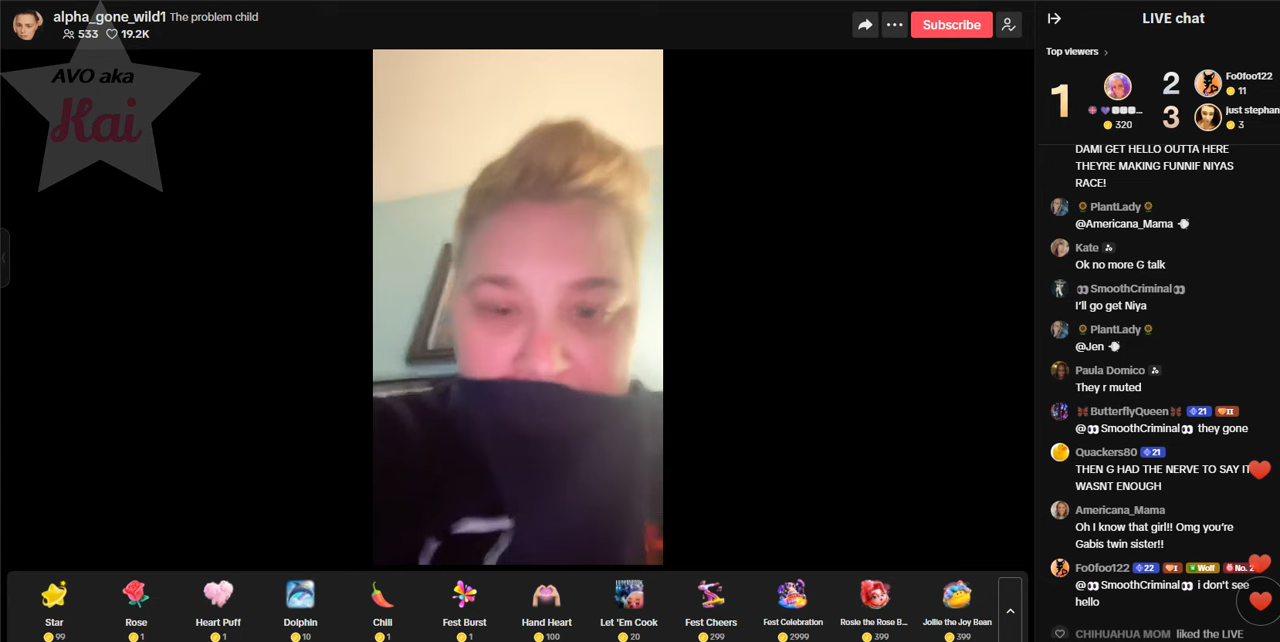 alpha_gone_wild1 The problem child
533 19.2K
Subscribe
AVO aka
Kai
LIVE chat
Top viewers
1
320
2
Fo0foo122
11
3
just stephan
3
DAMI GET HELLO OUTTA HERE
THEYRE MAKING FUNNIF NIYAS
RACE!
🌻PlantLady🌻
@Americana_Mama
Kate
Ok no more G talk
👀SmoothCriminal👀
I'll go get Niya
🌻PlantLady🌻
@Jen
Paula Domico
They r muted
ButterflyQueen 21 II
@👀SmoothCriminal👀 they gone
Quackers80 21
THEN G HAD THE NERVE TO SAY IT
WASNT ENOUGH
Americana_Mama
Oh I know that girl!! Omg you're
Gabis twin sister!!
Fo0foo122 22 I Wolf No. 2
@👀SmoothCriminal👀 i don't see
hello
CHIHUAHUA MOM liked the LIVE
Star
99
Rose
1
Heart Puff
1
Dolphin
10
Chili
1
Fest Burst
1
Hand Heart
100
Let 'Em Cook
20
Fest Cheers
299
Fest Celebration
2999
Rosie the Rose B...
399
Jollie the Joy Bean
399